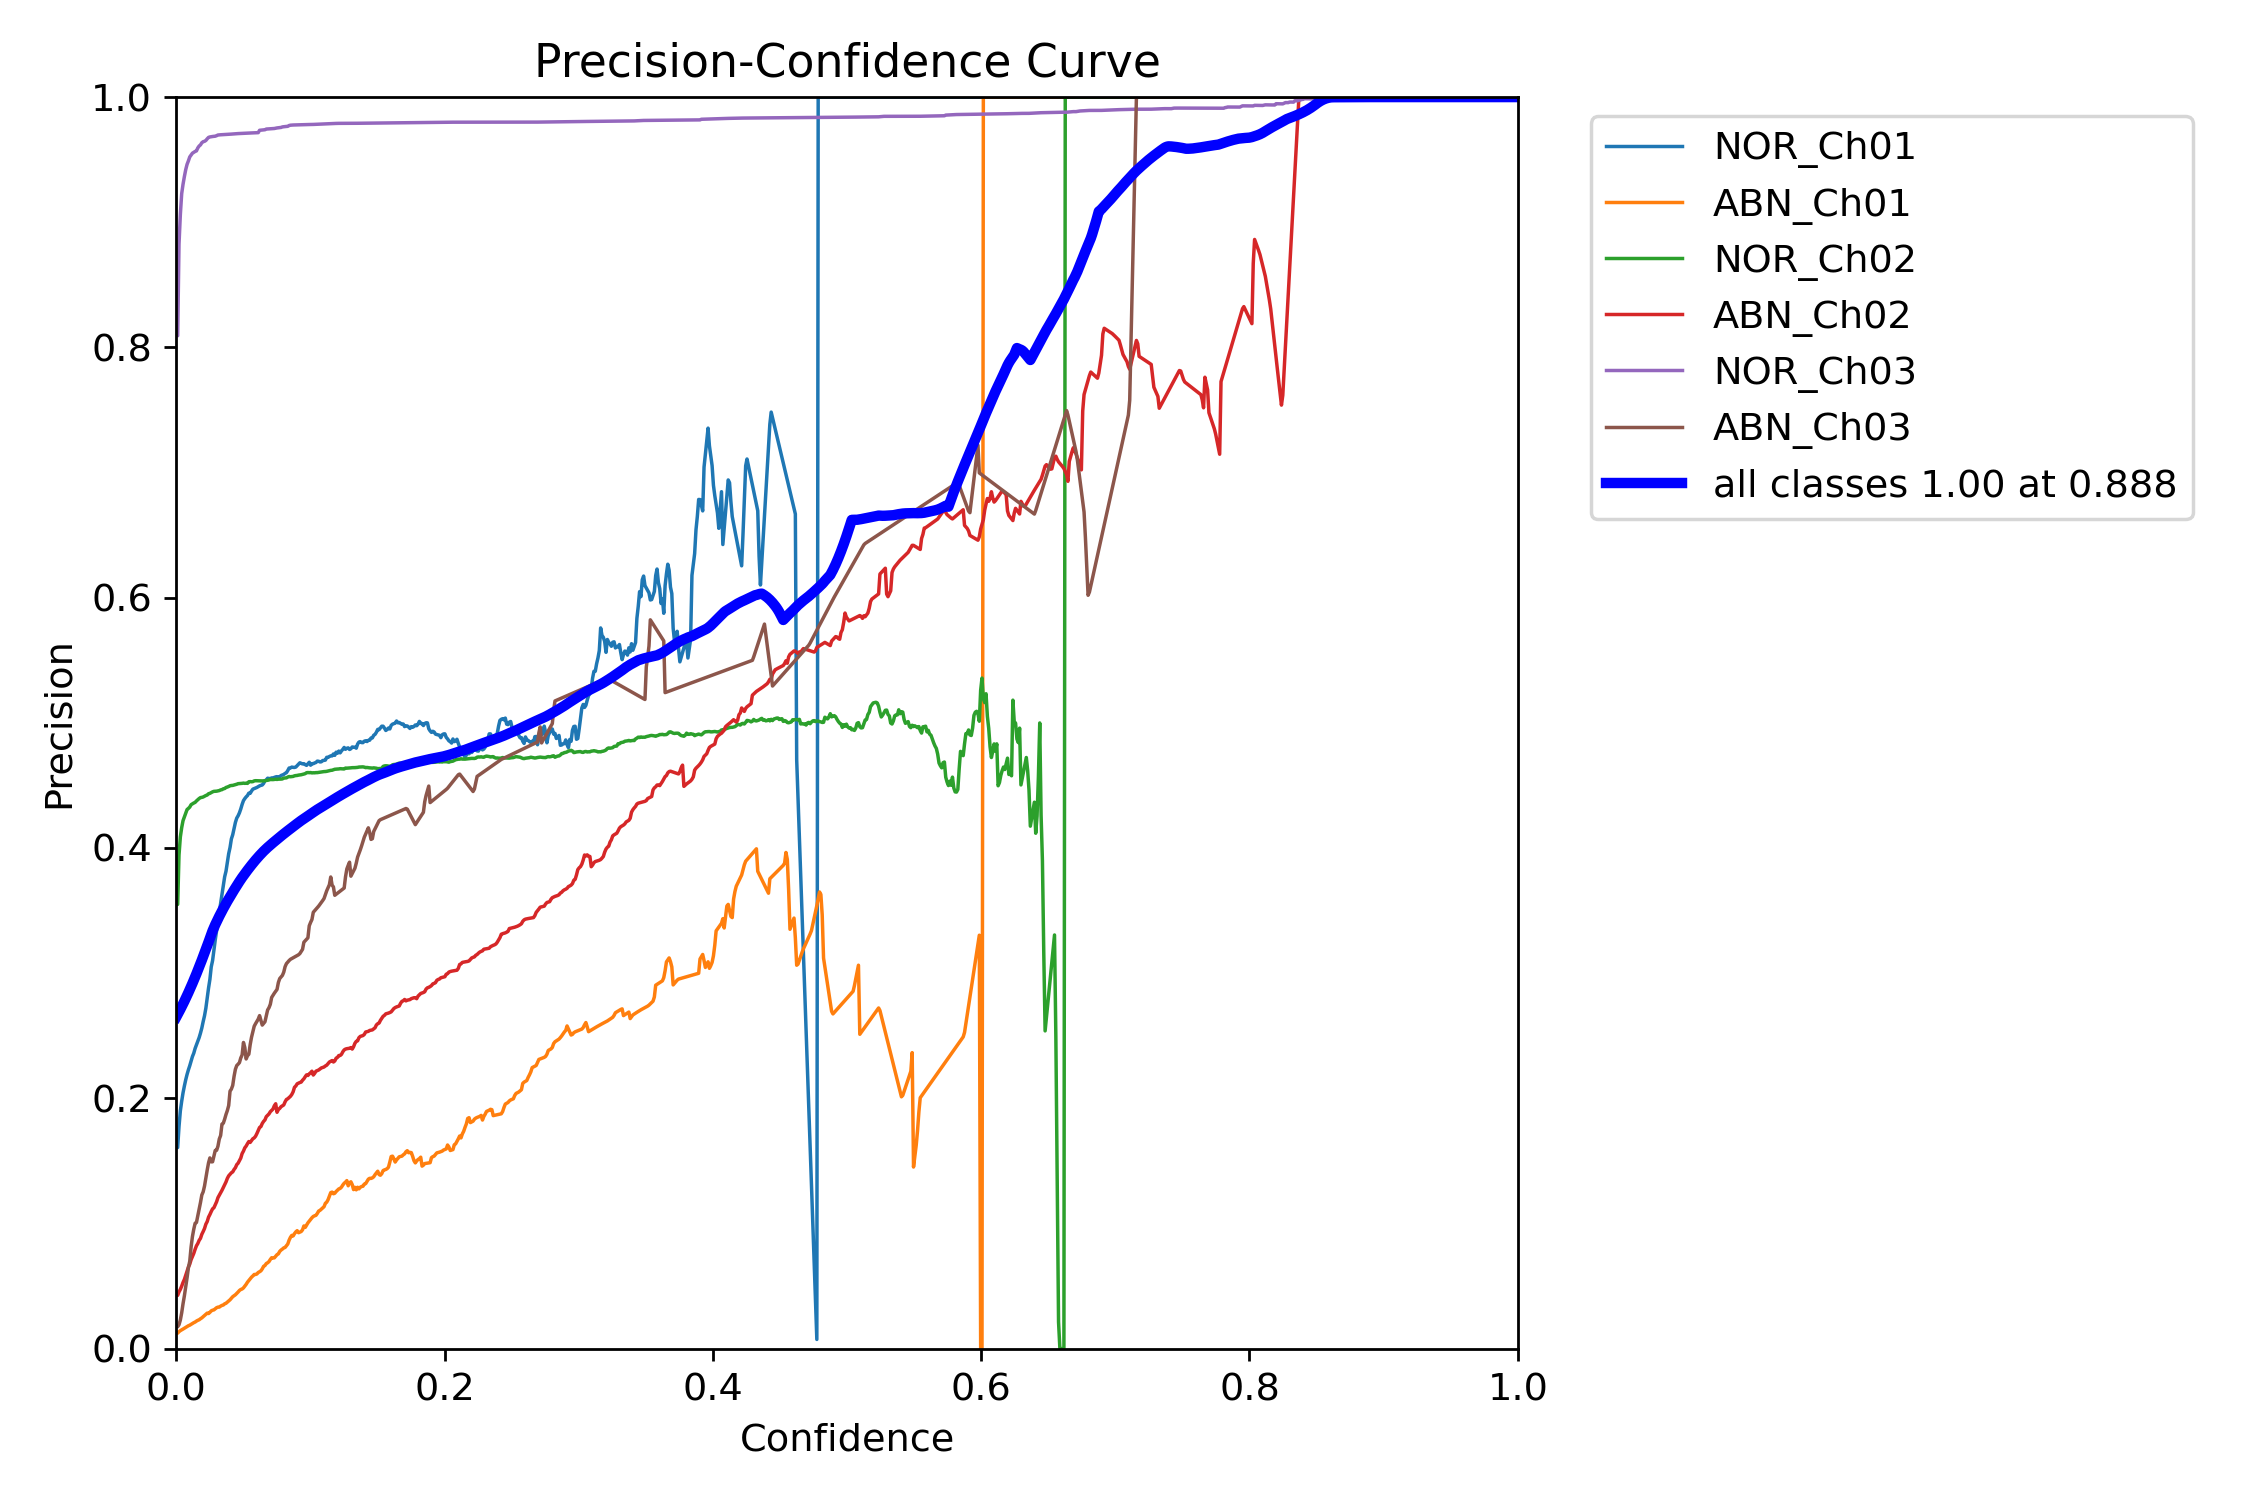 Precision-Confidence Curve
1.0
0.8
0.6
0.4
0.2
0.0
Precision
0.0 0.2 0.4 0.6 0.8 1.0
Confidence
NOR_Ch01
ABN_Ch01
NOR_Ch02
ABN_Ch02
NOR_Ch03
ABN_Ch03
all classes 1.00 at 0.888